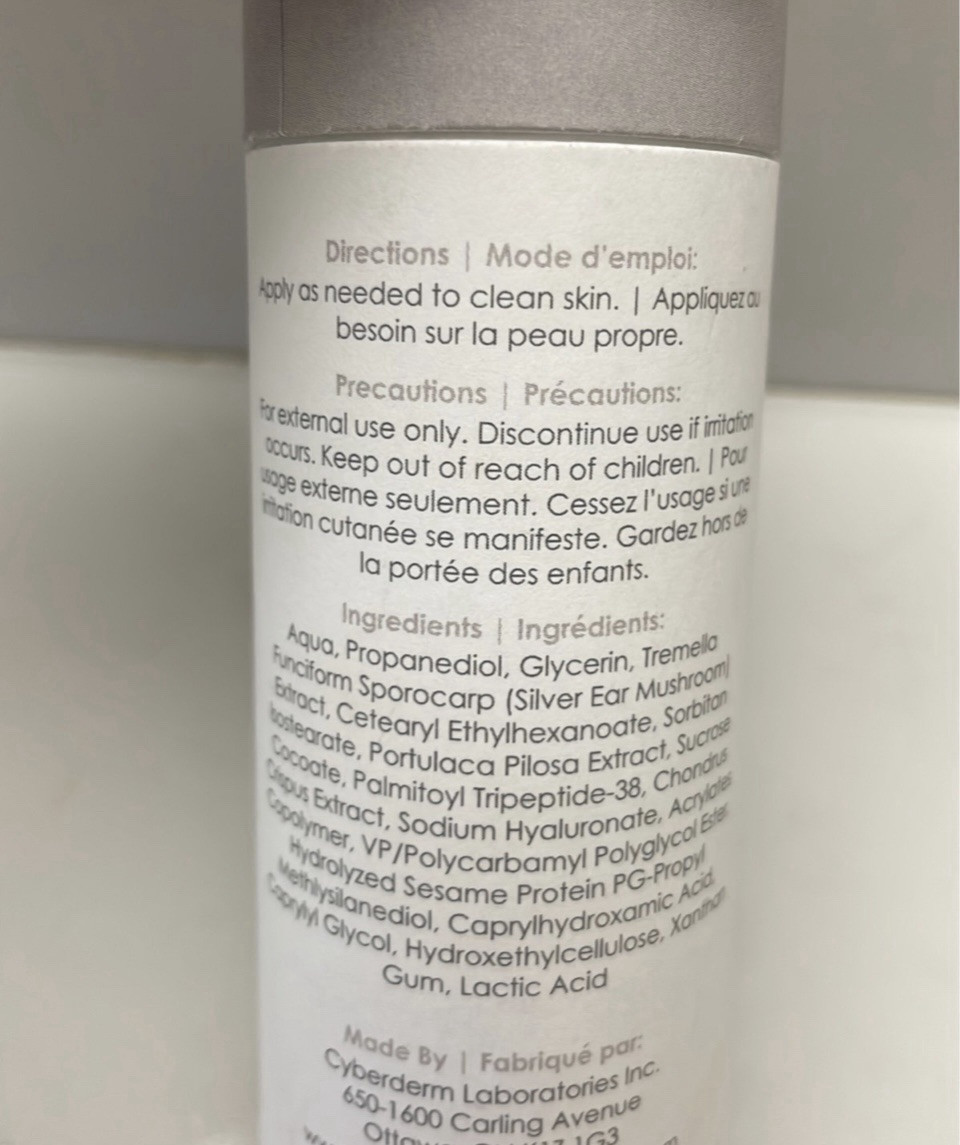 Directions | Mode d'emploi:
Apply as needed to clean skin. | Appliquez au
besoin sur la peau propre.
Precautions | Précautions:
For external use only. Discontinue use if irritation
occurs. Keep out of reach of children. | Pour
usage externe seulement. Cessez l'usage si une
irritation cutanée se manifeste. Gardez hors de
la portée des enfants.
Ingredients | Ingrédients:
Aqua, Propanediol, Glycerin, Tremella
Funciform Sporocarp (Silver Ear Mushroom)
Extract, Cetearyl Ethylhexanoate, Sorbitan
Isostearate, Portulaca Pilosa Extract, Sucrose
Cocoate, Palmitoyl Tripeptide-38, Chondrus
Crispus Extract, Sodium Hyaluronate, Acrylates
Copolymer, VP/Polycarbamyl Polyglycol Ester,
Hydrolyzed Sesame Protein PG-Propyl
Methlysilanediol, Caprylhydroxamic Acid,
Caprylyl Glycol, Hydroxethylcellulose, Xanthan
Gum, Lactic Acid
Made By | Fabriqué par:
Cyberderm Laboratories Inc.
650-1600 Carling Avenue
1G3